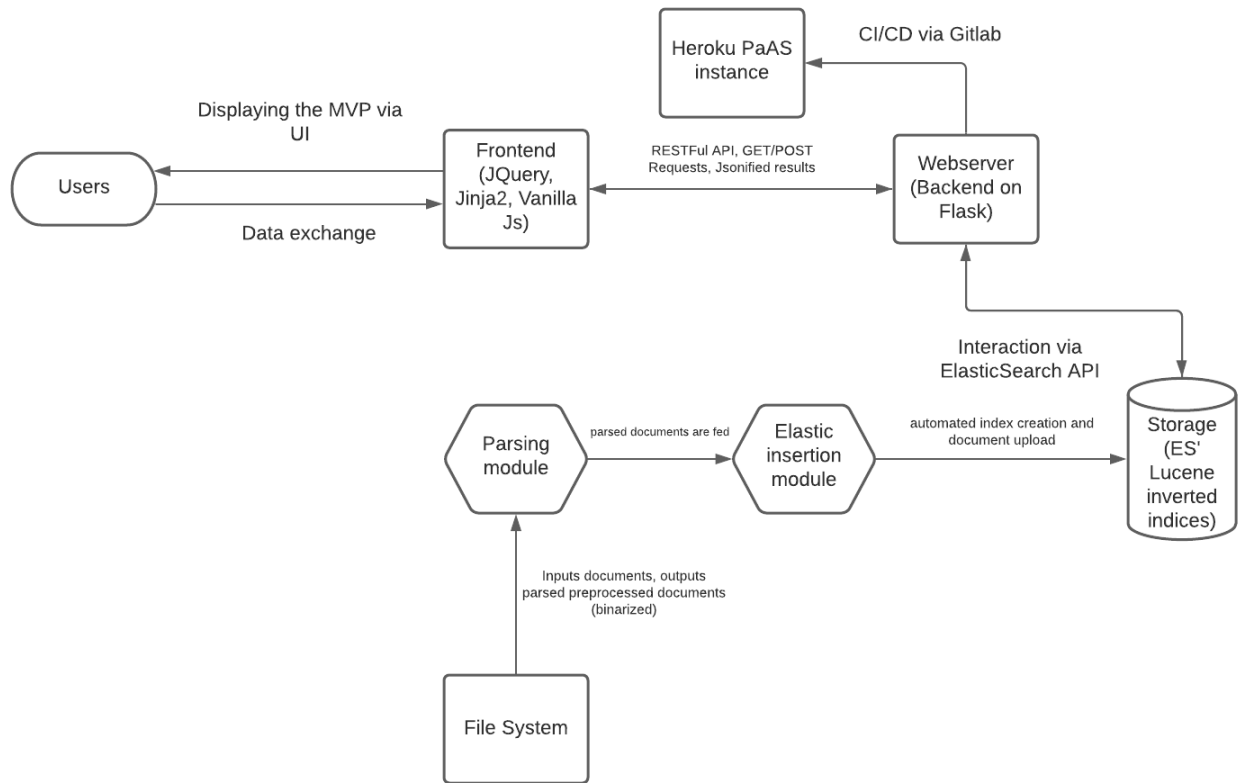 Heroku PaAS
instance
CI/CD via Gitlab
Displaying the MVP via
UI
Users
Data exchange
Frontend
(JQuery,
Jinja2, Vanilla
Js)
RESTFul API, GET/POST
Requests, Jsonified results
Webserver
(Backend on
Flask)
Interaction via
ElasticSearch API
Parsing
module
parsed documents are fed
Elastic
insertion
module
automated index creation and
document upload
Storage
(ES'
Lucene
inverted
indices)
Inputs documents, outputs
parsed preprocessed documents
(binarized)
File System